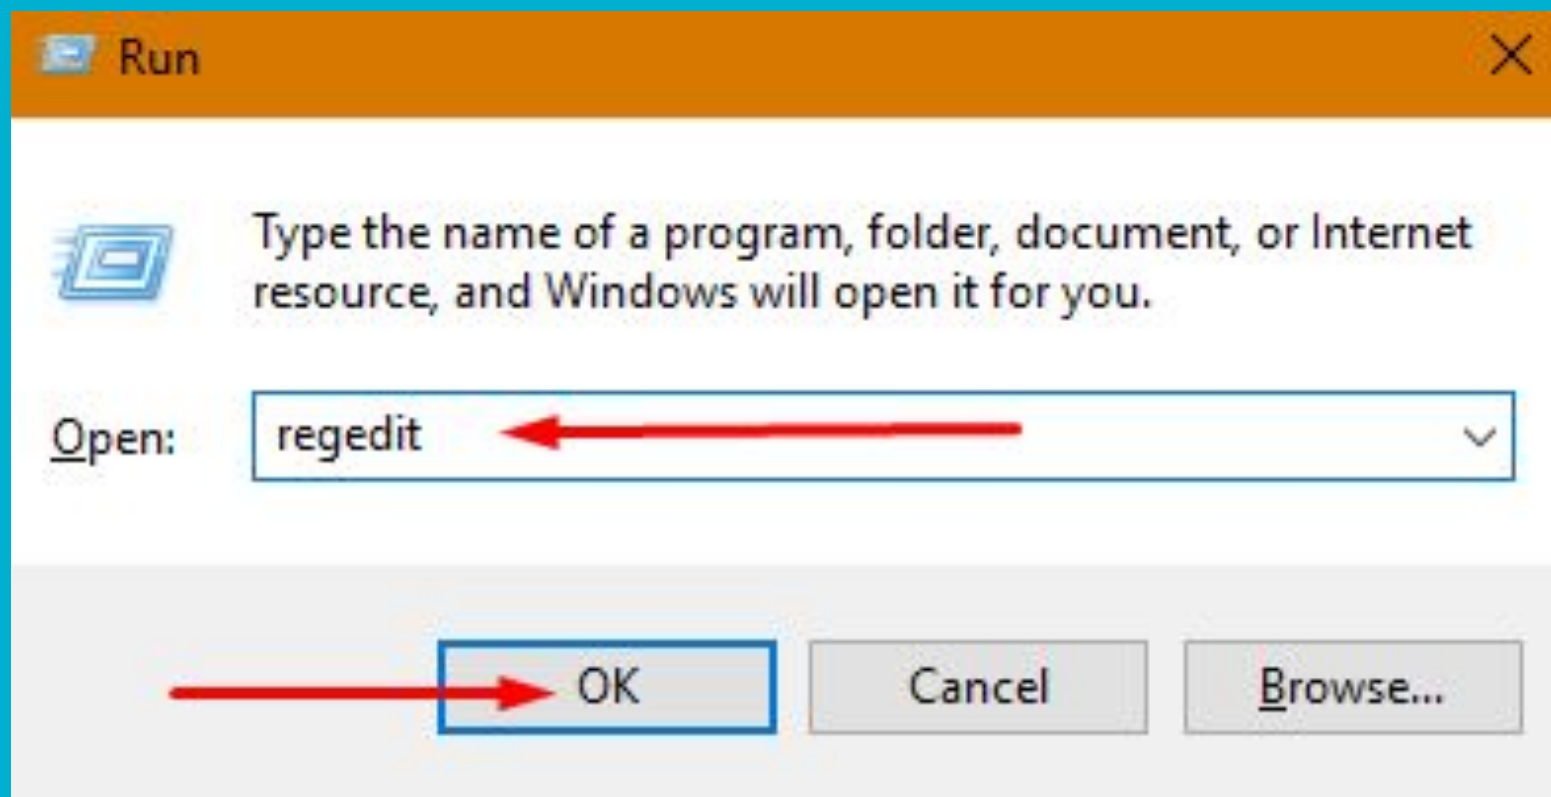 Run
Type the name of a program, folder, document, or Internet
resource, and Windows will open it for you.
Open: regedit
OK Cancel Browse...